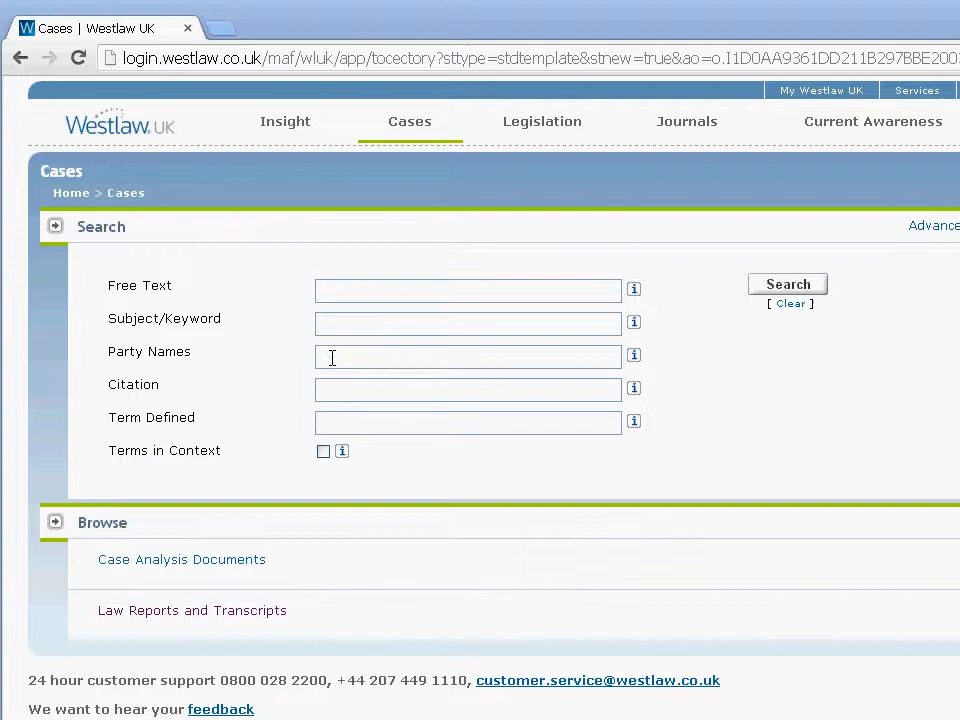 Cases | Westlaw UK
login.westlaw.co.uk/maf/wluk/app/tocectory?sttype=stdtemplate&stnew=true&ao=o.I1D0AA9361DD211B297BBE2003
My Westlaw UK Services
Westlaw.UK Insight Cases Legislation Journals Current Awareness
Cases
Home > Cases
Search Advance
Free Text
Search
Subject/Keyword
[ Clear ]
Party Names
Citation
Term Defined
Terms in Context
Browse
Case Analysis Documents
Law Reports and Transcripts
24 hour customer support 0800 028 2200, +44 207 449 1110, customer.service@westlaw.co.uk
We want to hear your feedback